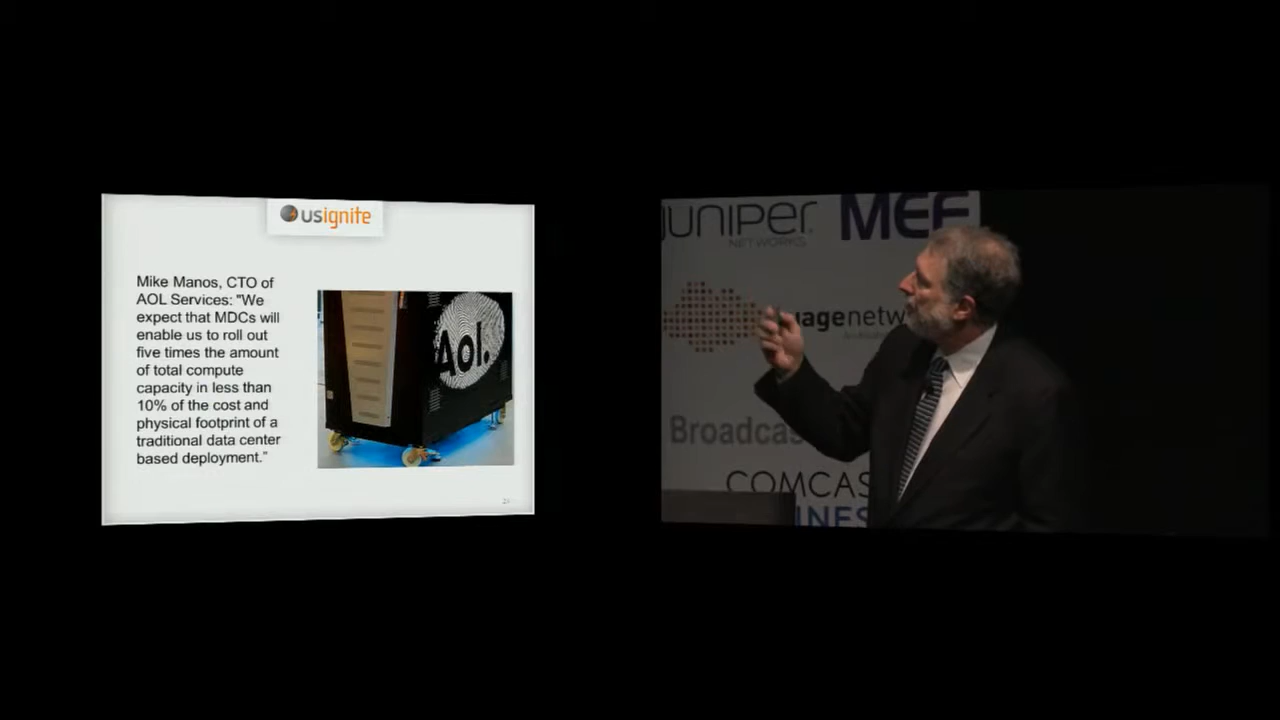 usignite
Mike Manos, CTO of
AOL Services: "We
expect that MDCs will
enable us to roll out
five times the amount
of total compute
capacity in less than
10% of the cost and
physical footprint of a
traditional data center
based deployment."
Aol.
JUNIPER
NETWORKS
MEF
Broadcas
COMCAS
INES